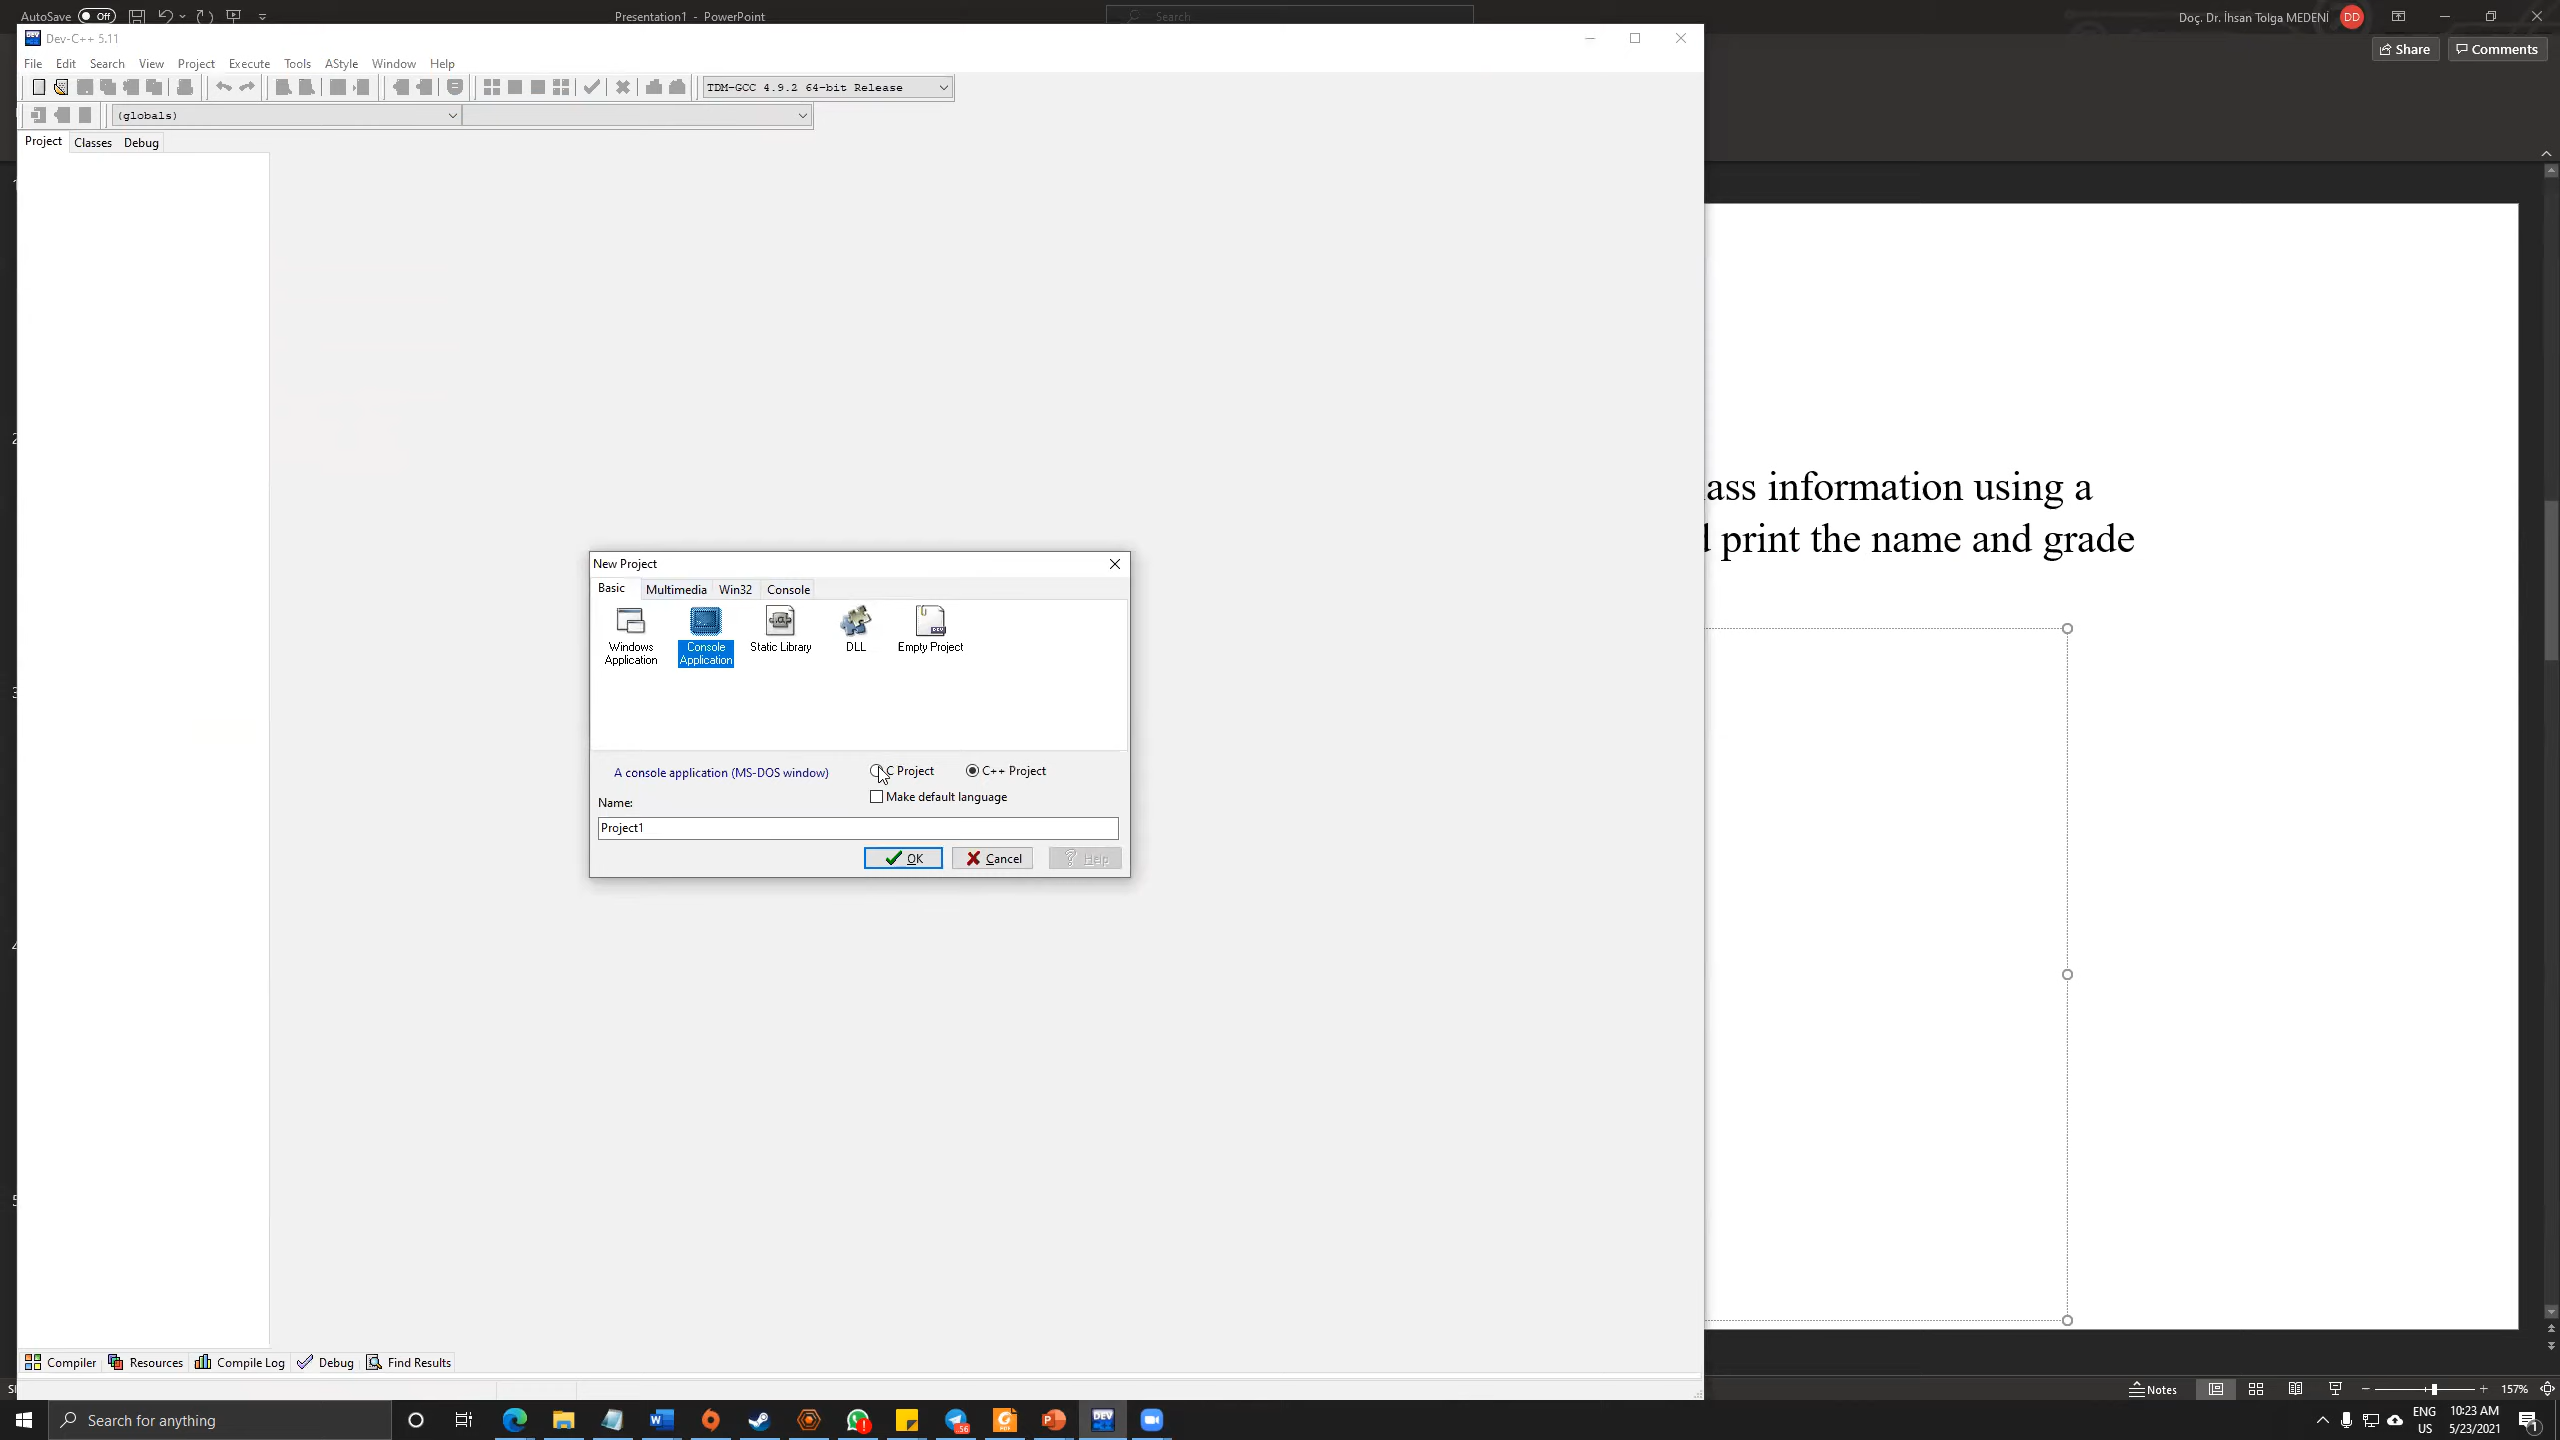 AutoSave Off
Presentation1 - PowerPoint
Search
Doç. Dr. İhsan Tolga MEDENİ DD
Share
Comments
DEV Dev-C++ 5.11
File Edit Search View Project Execute Tools AStyle Window Help
TDM-GCC 4.9.2 64-bit Release
(globals)
Project Classes Debug
lass information using a
d print the name and grade
New Project
Basic Multimedia Win32 Console
Windows Application
Console Application
Static Library
DLL
Empty Project
A console application (MS-DOS window)
C Project
C++ Project
Make default language
Name:
Project1
OK
Cancel
Help
Compiler Resources Compile Log Debug Find Results
Notes
157%
Search for anything
56
DEV
ENG
US
10:23 AM
5/23/2021
1